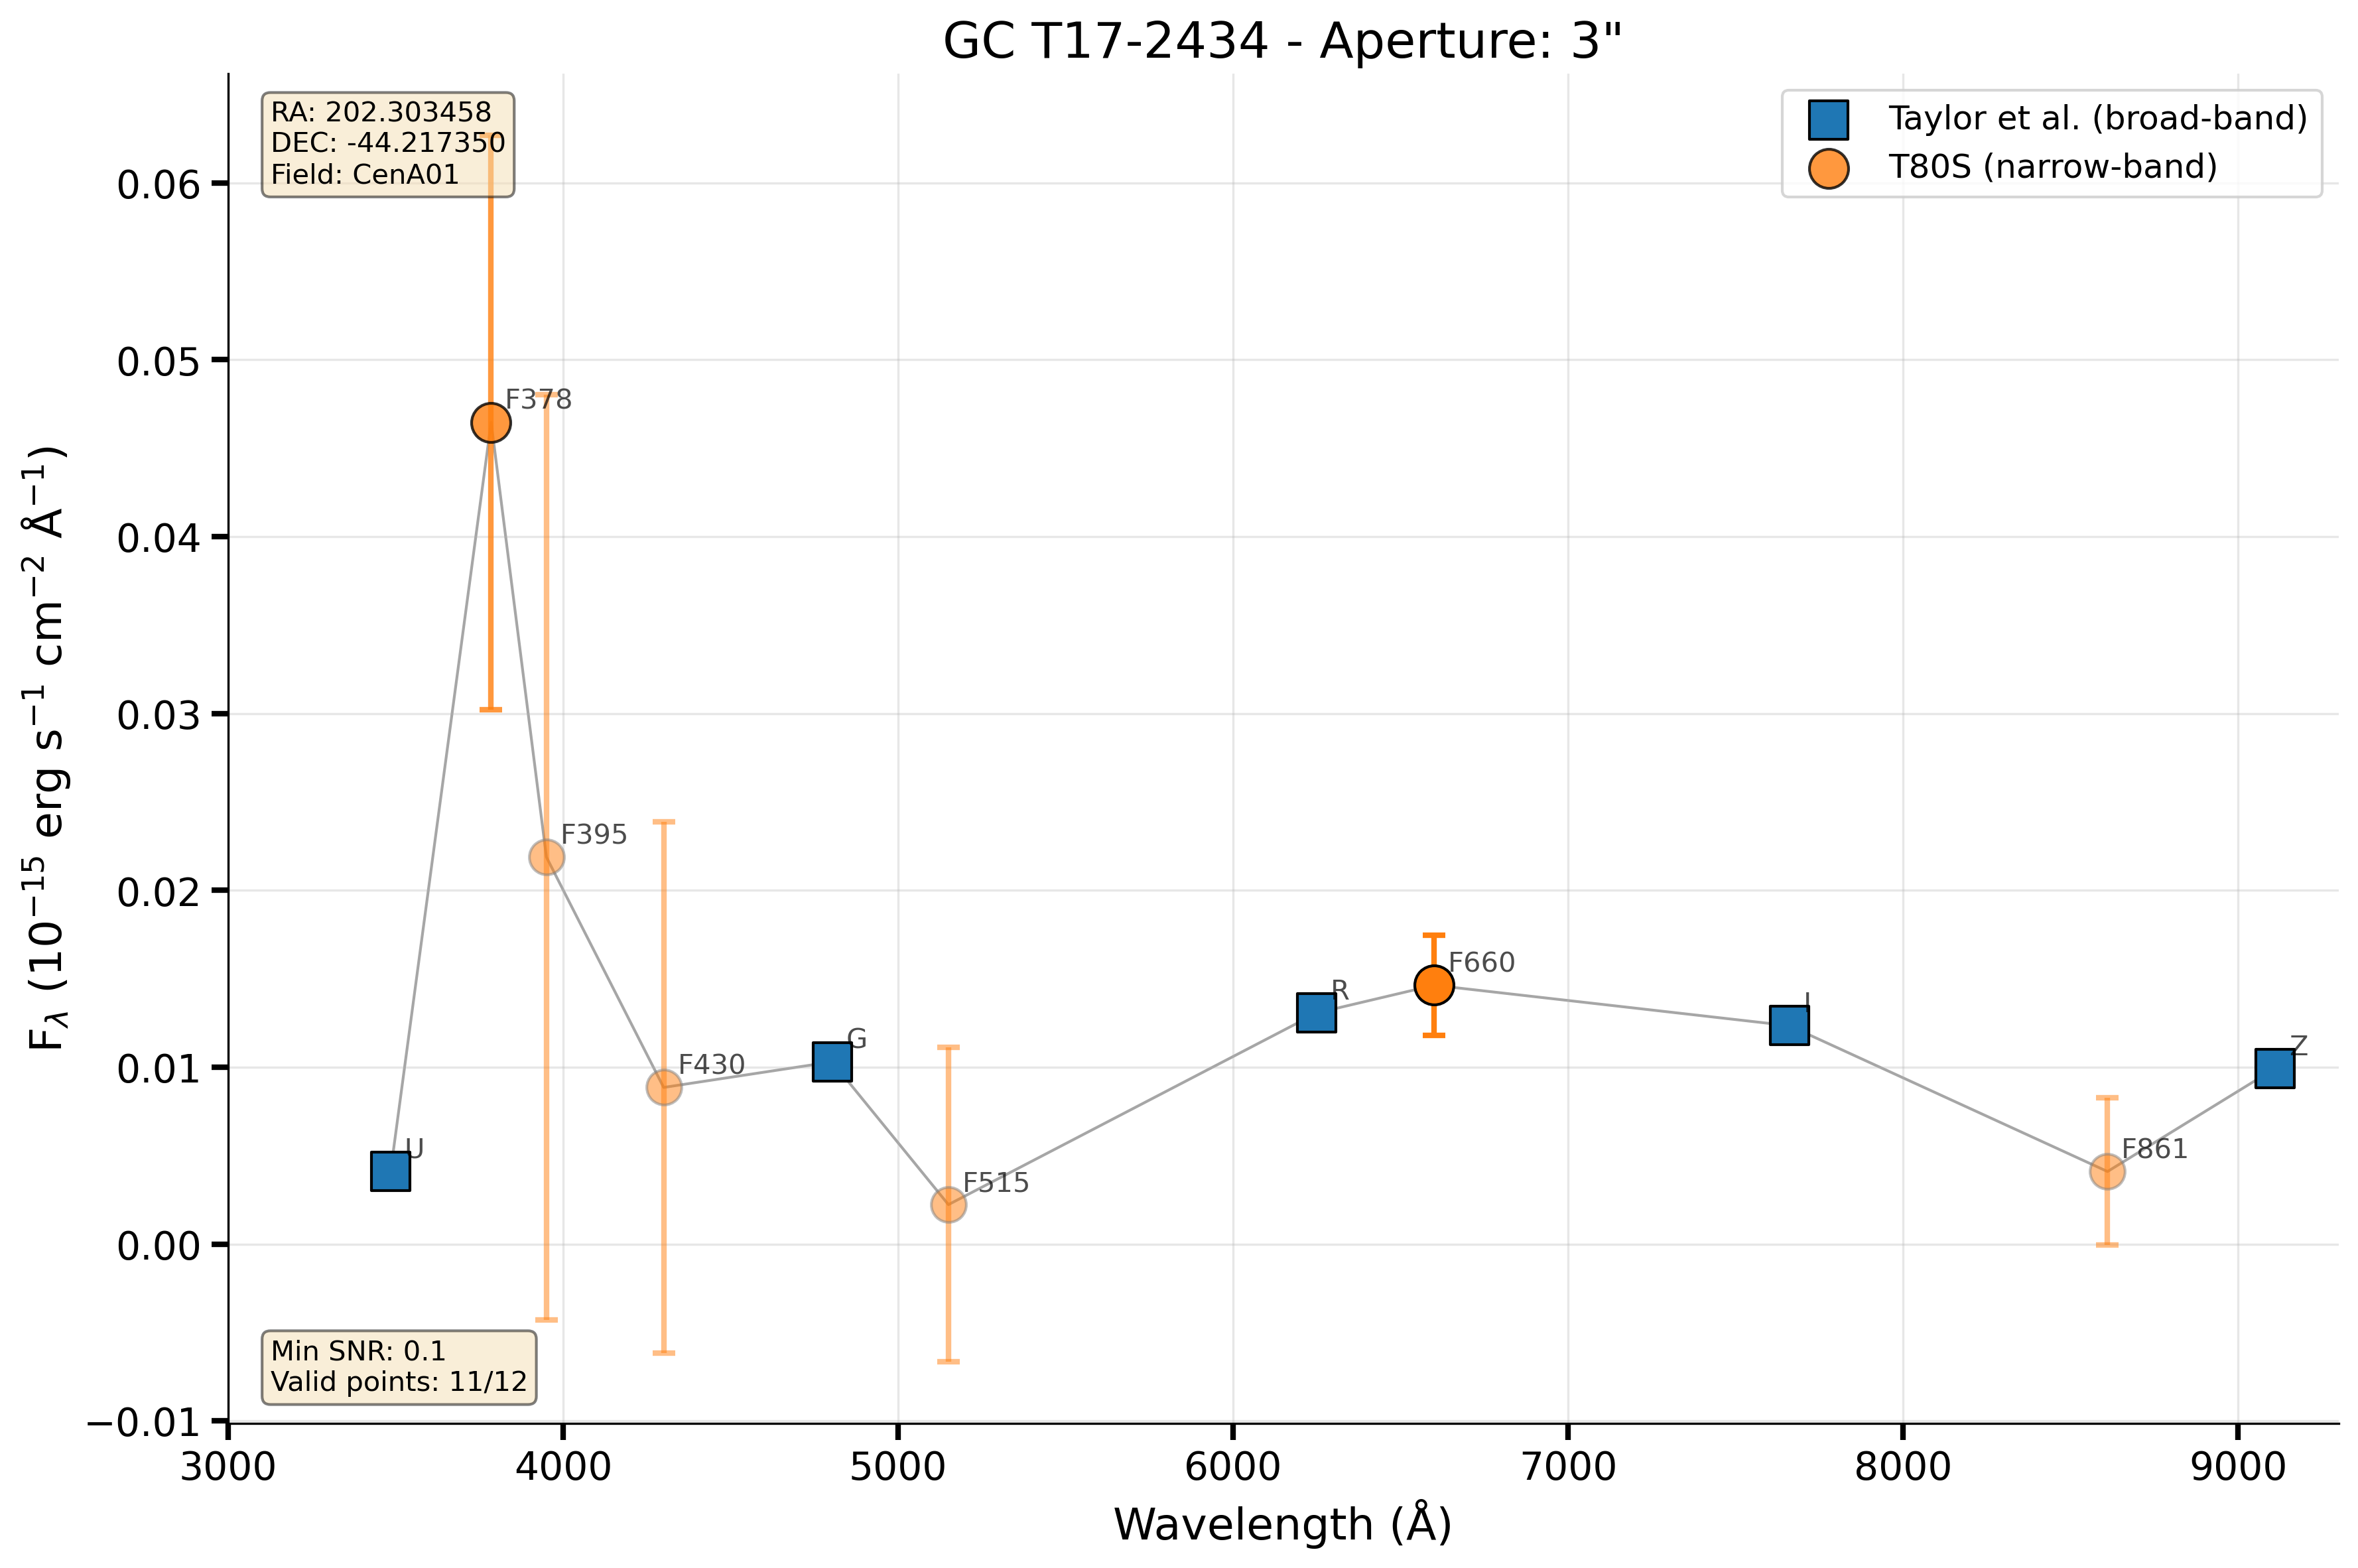 GC T17-2434 - Aperture: 3"
RA: 202.303458
DEC: -44.217350
Field: CenA01
Taylor et al. (broad-band)
T80S (narrow-band)
F_λ (10^−15 erg s^−1 cm^−2 Å^−1)
0.06
0.05
0.04
0.03
0.02
0.01
0.00
−0.01
U
F378
F395
F430
G
F515
R
F660
I
F861
Z
Min SNR: 0.1
Valid points: 11/12
3000 4000 5000 6000 7000 8000 9000
Wavelength (Å)